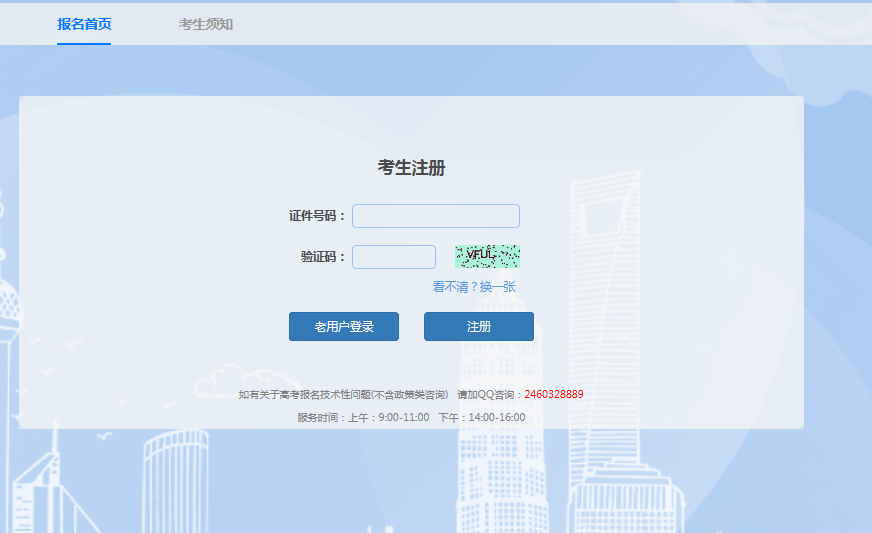 报名首页 考生须知
考生注册
证件号码：
验证码： VFUL
看不清？换一张
老用户登录 注册
如有关于高考报名技术性问题(不含政策类咨询) 请加QQ咨询：2460328889
服务时间：上午：9:00-11:00 下午：14:00-16:00